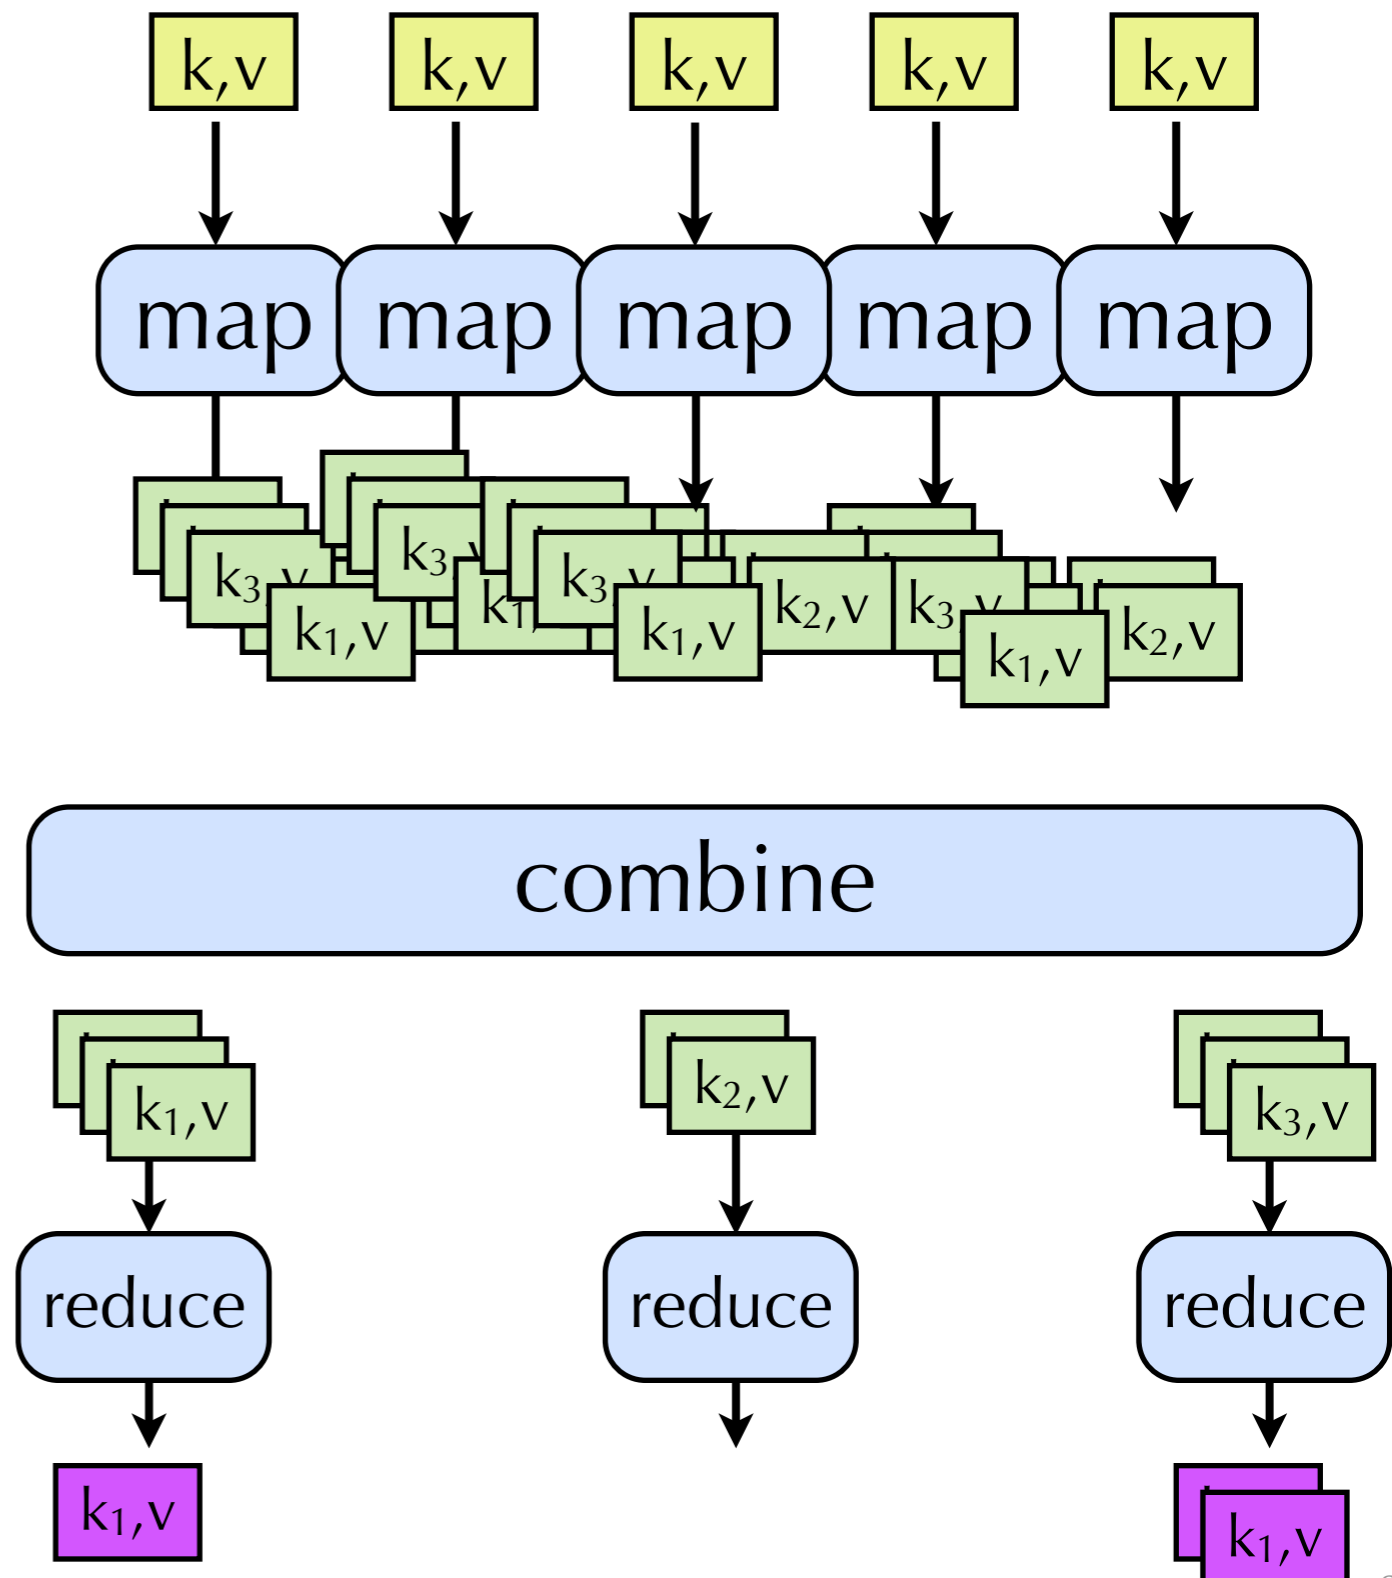 k,v k,v k,v k,v k,v
map map map map map
k3,v k3,v k3,v k2,v k3,v k2,v
k1,v k1, k1,v k1,v
combine
k1,v k2,v k3,v
reduce reduce reduce
k1,v k1,v